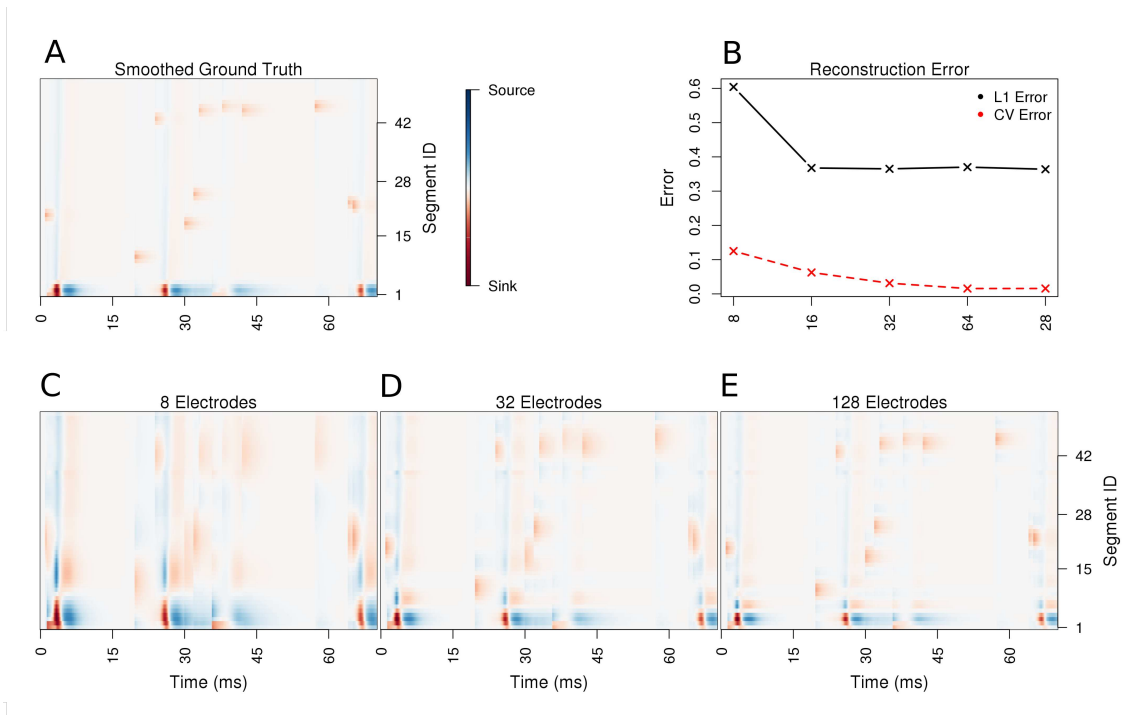 A
Smoothed Ground Truth
42
28
15
1
Segment ID
0 15 30 45 60
Source
Sink
B
Reconstruction Error
L1 Error
CV Error
Error
0.6
0.5
0.4
0.3
0.2
0.1
0.0
8 16 32 64 28
C
8 Electrodes
0 15 30 45 60
Time (ms)
D
32 Electrodes
0 15 30 45 60
Time (ms)
E
128 Electrodes
42
28
15
1
Segment ID
0 15 30 45 60
Time (ms)